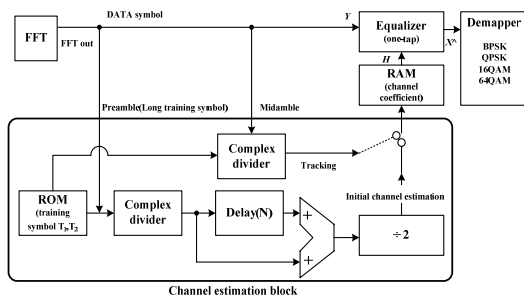 DATA symbol
FFT
FFT out
Y
Equalizer
(one-tap)
X^
Demapper
BPSK
QPSK
16QAM
64QAM
H
RAM
(channel
coefficient)
Preamble(Long training symbol)
Midamble
Complex
divider
Tracking
ROM
(training
symbol T1,T2
Complex
divider
Delay(N)
+
+
Initial channel estimation
÷2
Channel estimation block